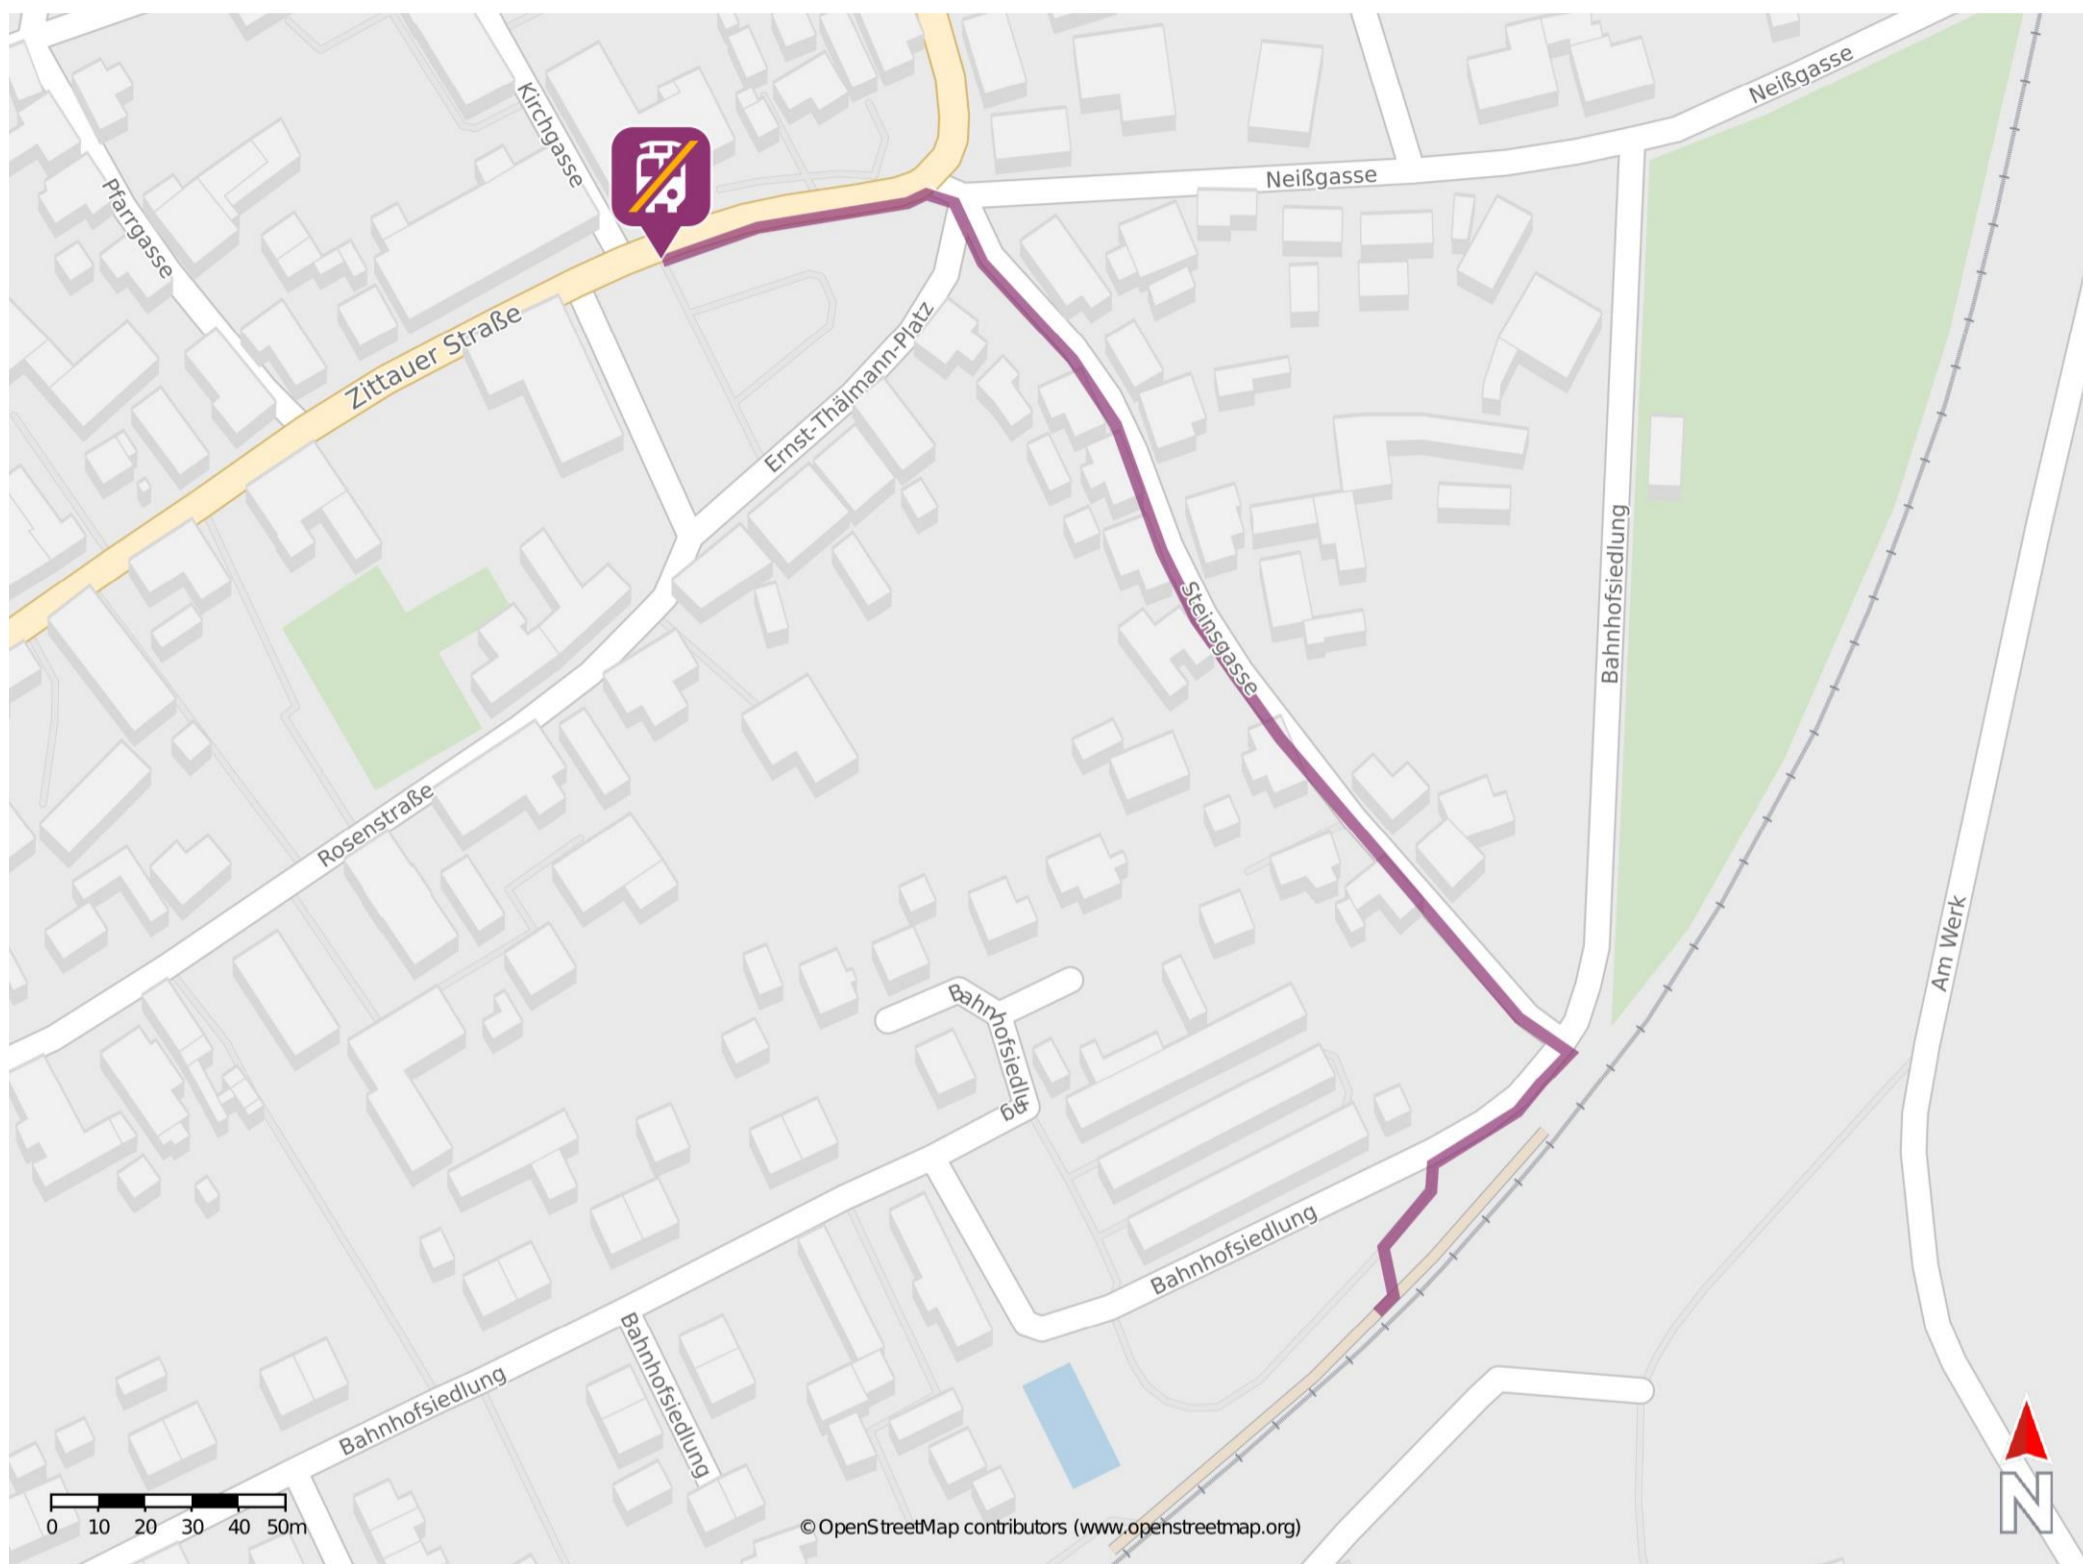 Neißgasse
Kirchgasse
Pfarrgasse
Neißgasse
Zittauer Straße
Ernst-Thälmann-Platz
Bahnhofsiedlung
Steinsgasse
Rosenstraße
Am Werk
Bahnhofsiedlung
Bahnhofsiedlung
Bahnhofsiedlung
Bahnhofsiedlung
0 10 20 30 40 50m
© OpenStreetMap contributors (www.openstreetmap.org)
N